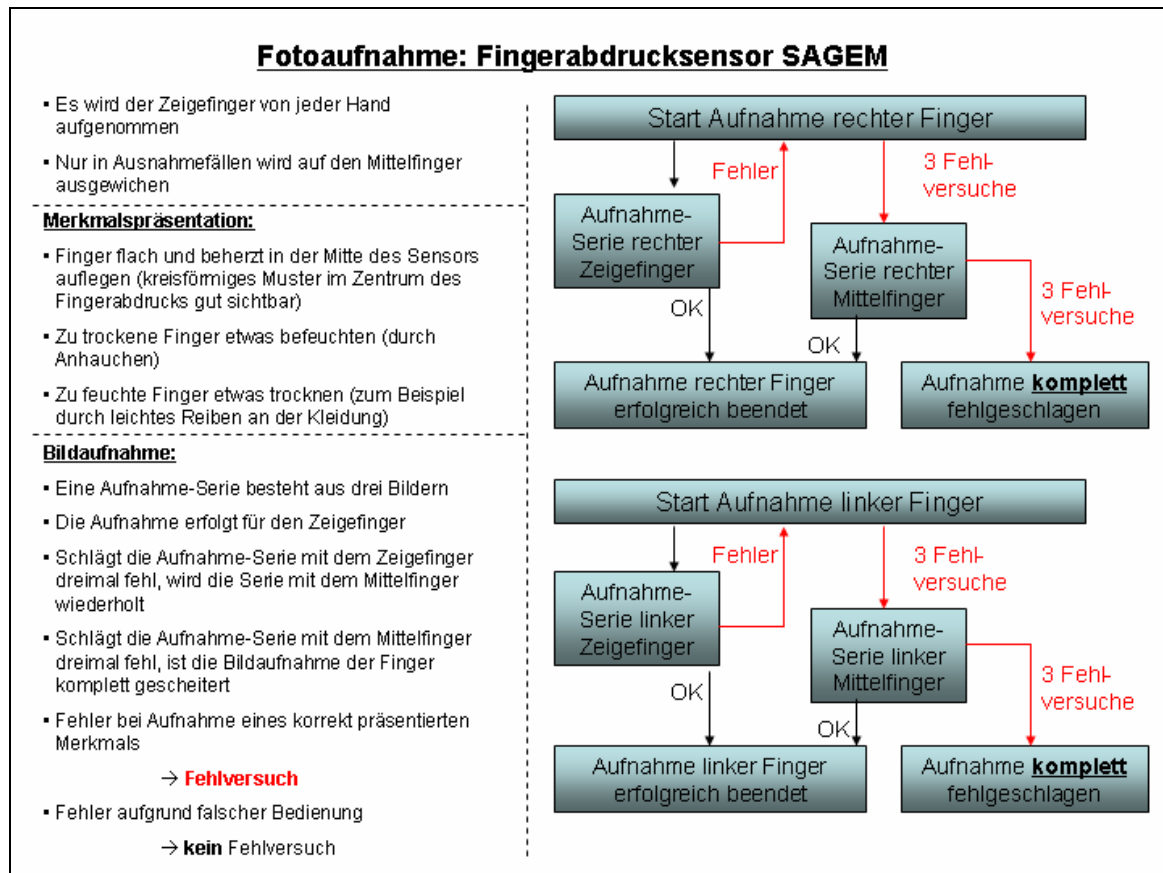 Fotoaufnahme: Fingerabdrucksensor SAGEM
▪ Es wird der Zeigefinger von jeder Hand
aufgenommen
▪ Nur in Ausnahmefällen wird auf den Mittelfinger
ausgewichen
Merkmalspräsentation:
▪ Finger flach und beherzt in der Mitte des Sensors
auflegen (kreisförmiges Muster im Zentrum des
Fingerabdrucks gut sichtbar)
▪ Zu trockene Finger etwas befeuchten (durch
Anhauchen)
▪ Zu feuchte Finger etwas trocknen (zum Beispiel
durch leichtes Reiben an der Kleidung)
Bildaufnahme:
▪ Eine Aufnahme-Serie besteht aus drei Bildern
▪ Die Aufnahme erfolgt für den Zeigefinger
▪ Schlägt die Aufnahme-Serie mit dem Zeigefinger
dreimal fehl, wird die Serie mit dem Mittelfinger
wiederholt
▪ Schlägt die Aufnahme-Serie mit dem Mittelfinger
dreimal fehl, ist die Bildaufnahme der Finger
komplett gescheitert
▪ Fehler bei Aufnahme eines korrekt präsentierten
Merkmals
→ Fehlversuch
▪ Fehler aufgrund falscher Bedienung
→ kein Fehlversuch
Start Aufnahme rechter Finger
Fehler
3 Fehl-
versuche
Aufnahme-
Serie rechter
Zeigefinger
Aufnahme-
Serie rechter
Mittelfinger
3 Fehl-
versuche
OK
OK
Aufnahme rechter Finger
erfolgreich beendet
Aufnahme komplett
fehlgeschlagen
Start Aufnahme linker Finger
Fehler
3 Fehl-
versuche
Aufnahme-
Serie linker
Zeigefinger
Aufnahme-
Serie linker
Mittelfinger
3 Fehl-
versuche
OK
OK
Aufnahme linker Finger
erfolgreich beendet
Aufnahme komplett
fehlgeschlagen